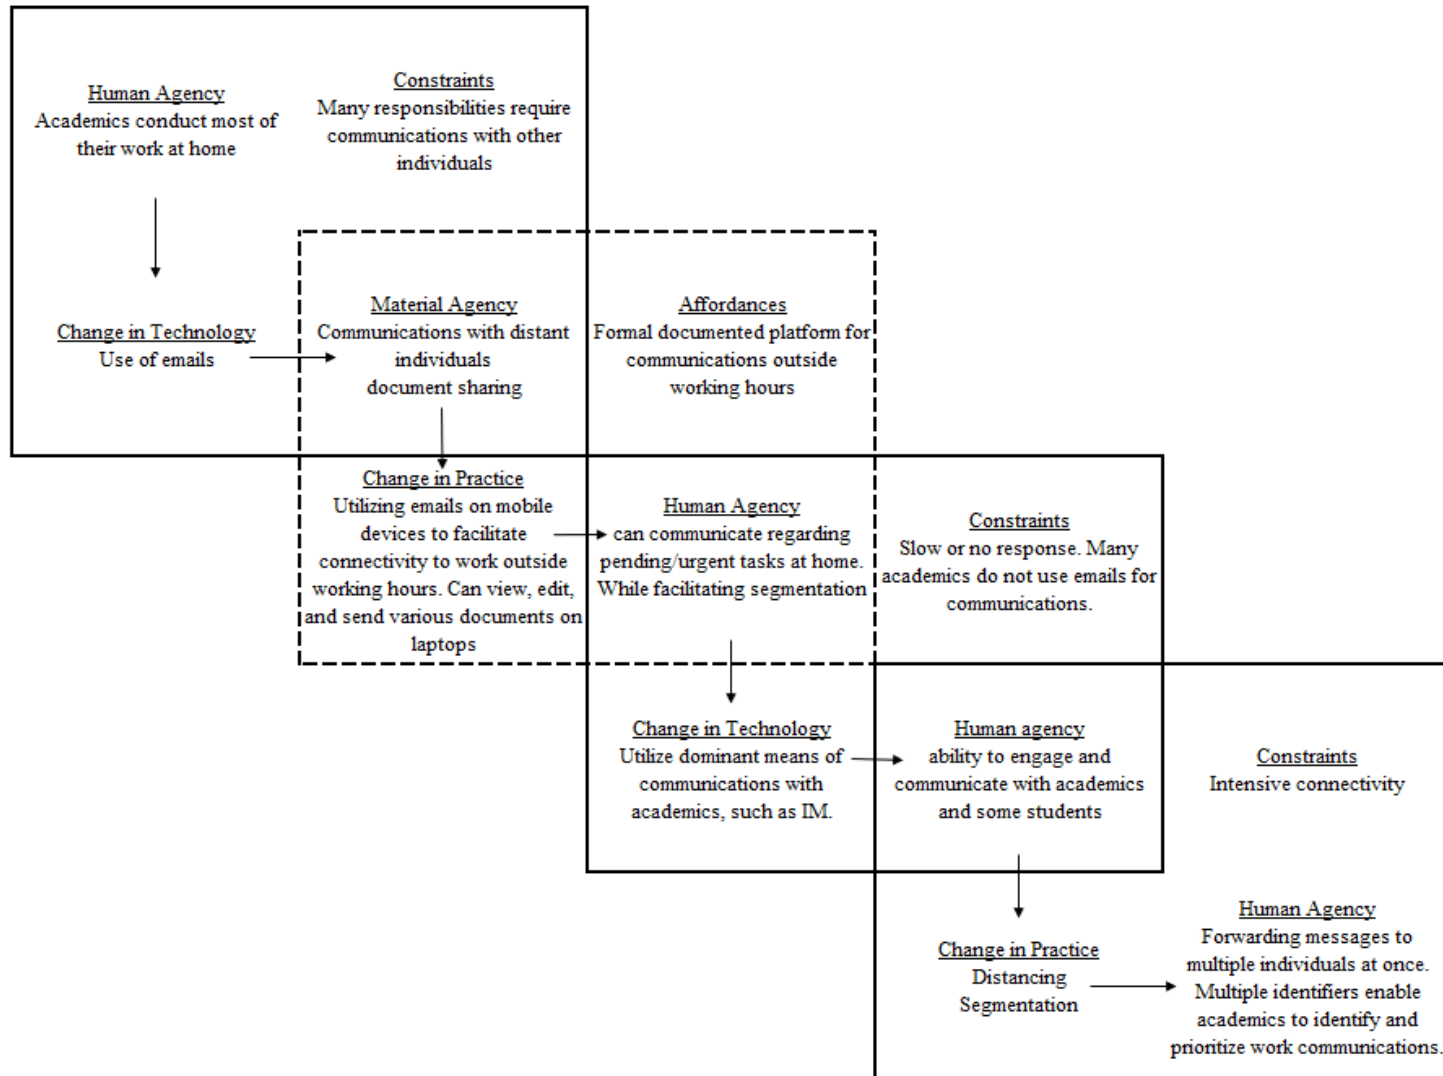 Human Agency
Academics conduct most of
their work at home
Constraints
Many responsibilities require
communications with other
individuals
Change in Technology
Use of emails
Material Agency
Communications with distant
individuals
document sharing
Affordances
Formal documented platform for
communications outside
working hours
Change in Practice
Utilizing emails on mobile
devices to facilitate
connectivity to work outside
working hours. Can view, edit,
and send various documents on
laptops
Human Agency
can communicate regarding
pending/urgent tasks at home.
While facilitating segmentation
Constraints
Slow or no response. Many
academics do not use emails for
communications.
Change in Technology
Utilize dominant means of
communications with
academics, such as IM.
Human agency
ability to engage and
communicate with academics
and some students
Constraints
Intensive connectivity
Change in Practice
Distancing
Segmentation
Human Agency
Forwarding messages to
multiple individuals at once.
Multiple identifiers enable
academics to identify and
prioritize work communications.